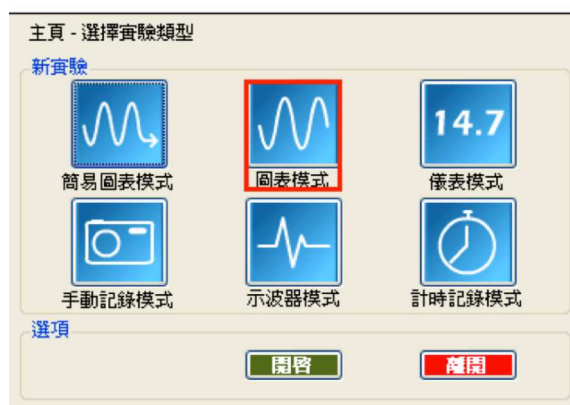 主頁 - 選擇實驗類型
新實驗
14.7
簡易圖表模式 圖表模式 儀表模式
手動記錄模式 示波器模式 計時記錄模式
選項
開啓 離開